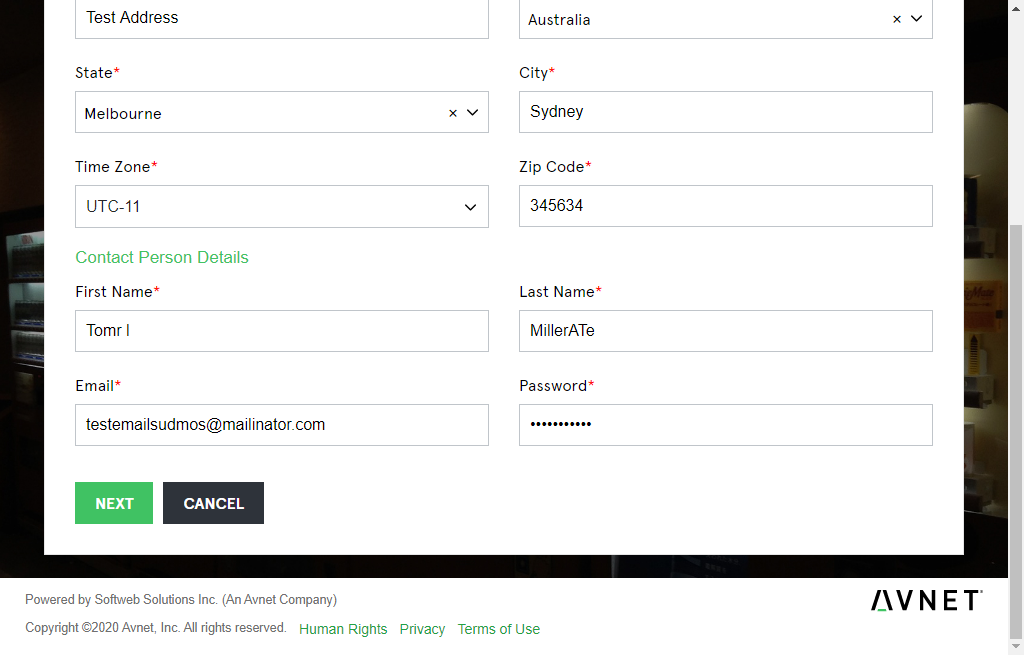 Test Address
Australia × 
State* City*
Melbourne × Sydney
Time Zone* Zip Code*
UTC-11 345634
Contact Person Details
First Name* Last Name*
Tomr l MillerATe
Email* Password*
testemailsudmos@mailinator.com •••••••••••
NEXT CANCEL
Powered by Softweb Solutions Inc. (An Avnet Company)
AVNET
Copyright ©2020 Avnet, Inc. All rights reserved. Human Rights Privacy Terms of Use